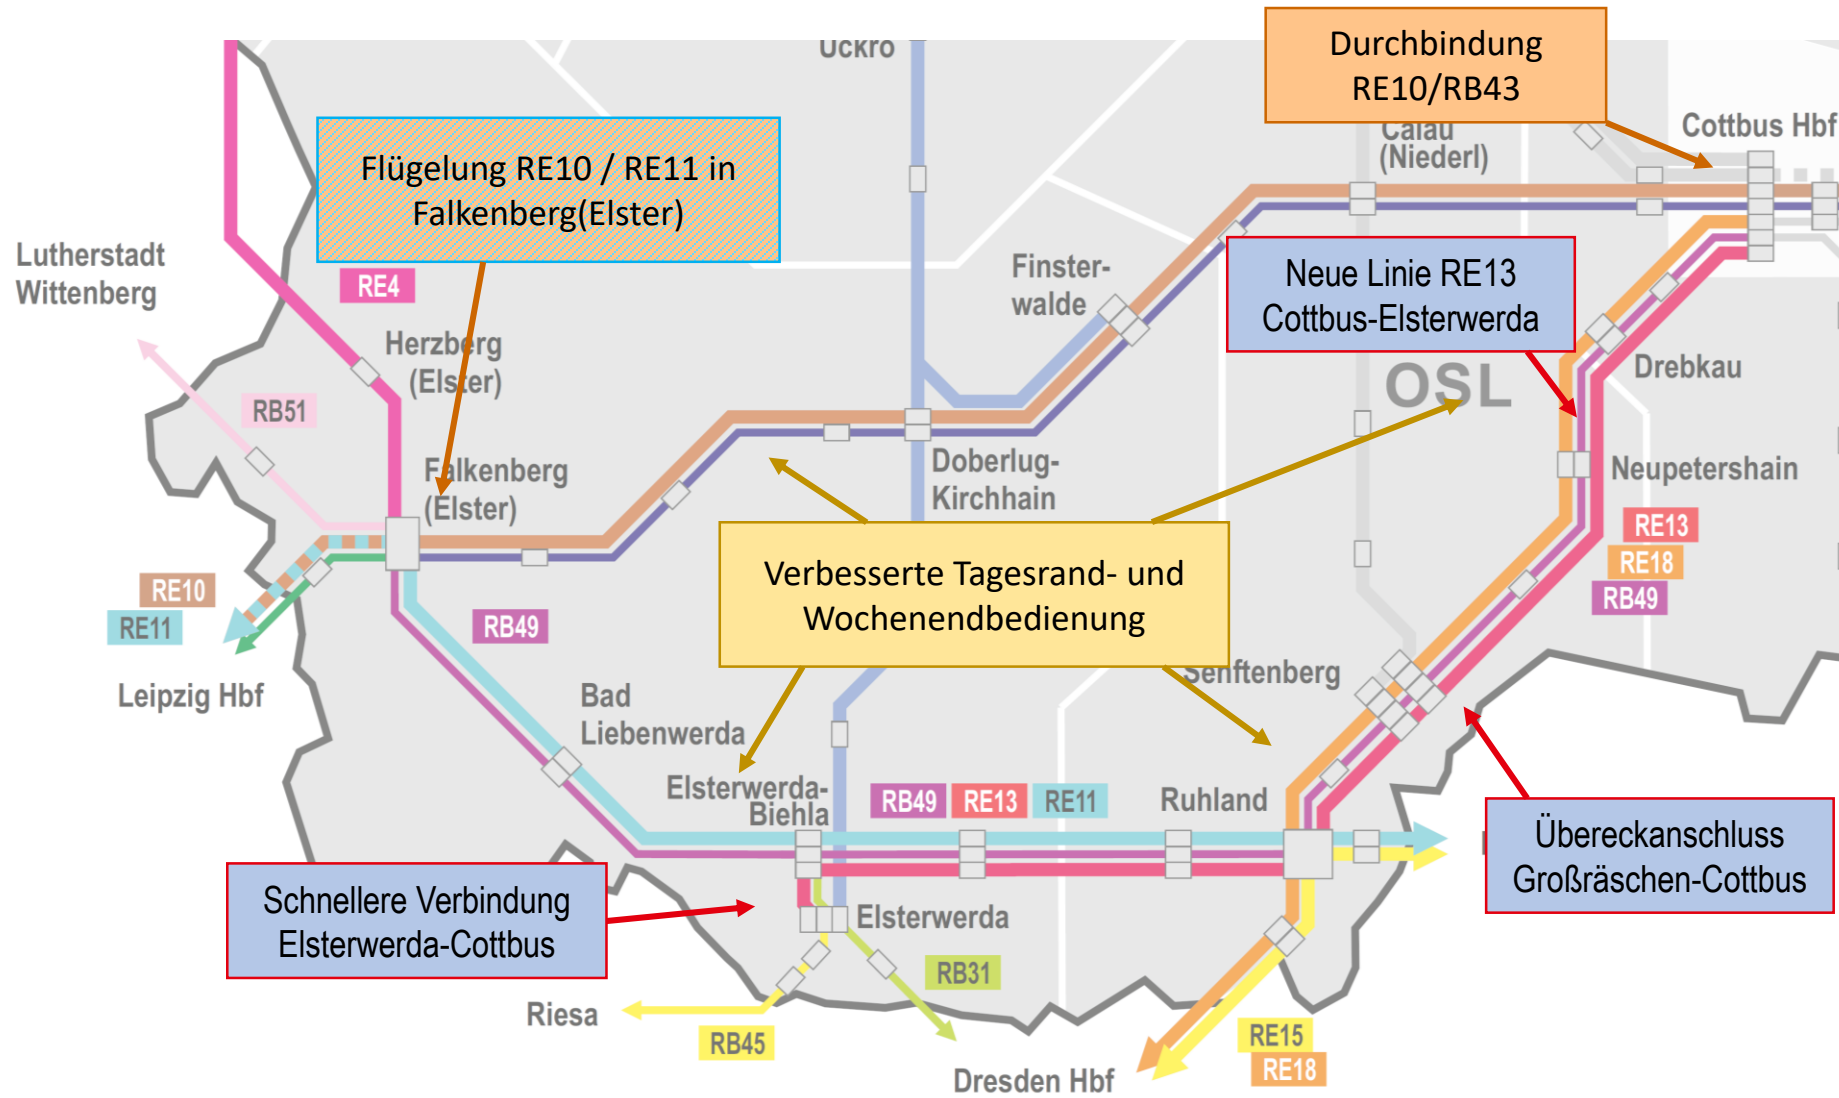 Uckro
Durchbindung
RE10/RB43
Cottbus Hbf
Calau
(Niederl)
Flügelung RE10 / RE11 in
Falkenberg(Elster)
Lutherstadt
Wittenberg
RE4
Finster-
walde
Neue Linie RE13
Cottbus-Elsterwerda
Herzberg
(Elster)
RB51
OSL
Drebkau
Falkenberg
(Elster)
Doberlug-
Kirchhain
Neupetershain
RE13
RE18
RB49
RE10
RE11
RB49
Verbesserte Tagesrand- und
Wochenendbedienung
Leipzig Hbf
Bad
Liebenwerda
Senftenberg
Elsterwerda-
Biehla
RB49
RE13
RE11
Ruhland
Übereckanschluss
Großräschen-Cottbus
Schnellere Verbindung
Elsterwerda-Cottbus
Elsterwerda
RB31
Riesa
RB45
RE15
RE18
Dresden Hbf